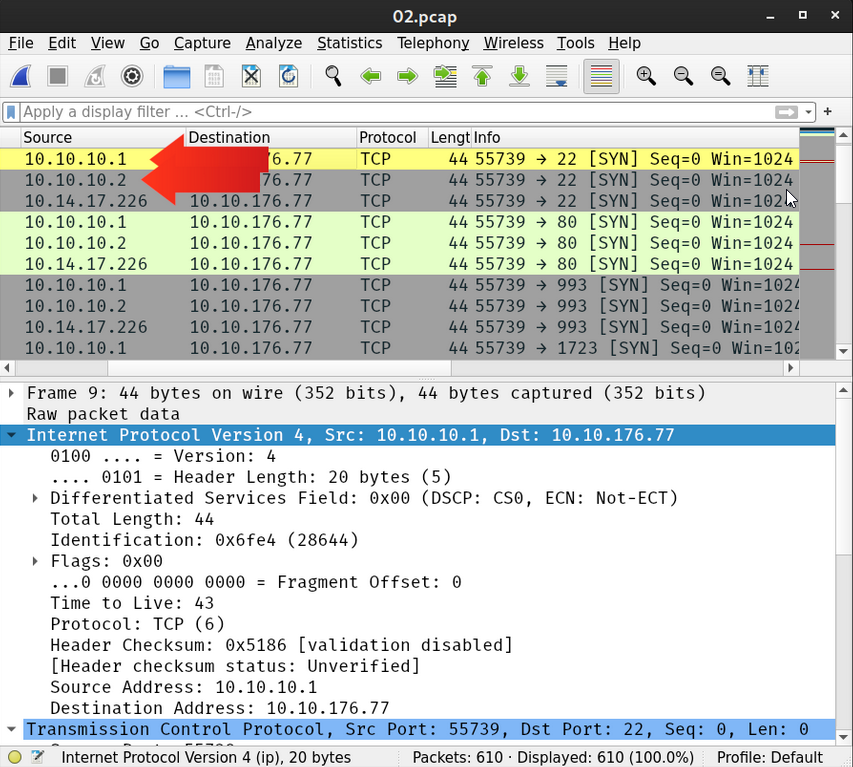 02.pcap
File Edit View Go Capture Analyze Statistics Telephony Wireless Tools Help
Apply a display filter ... <Ctrl-/>
Source Destination Protocol Lengt Info
10.10.10.1 6.77 TCP 44 55739 → 22 [SYN] Seq=0 Win=1024
10.10.10.2 76.77 TCP 44 55739 → 22 [SYN] Seq=0 Win=1024
10.14.17.226 10.10.176.77 TCP 44 55739 → 22 [SYN] Seq=0 Win=1024
10.10.10.1 10.10.176.77 TCP 44 55739 → 80 [SYN] Seq=0 Win=1024
10.10.10.2 10.10.176.77 TCP 44 55739 → 80 [SYN] Seq=0 Win=1024
10.14.17.226 10.10.176.77 TCP 44 55739 → 80 [SYN] Seq=0 Win=1024
10.10.10.1 10.10.176.77 TCP 44 55739 → 993 [SYN] Seq=0 Win=1024
10.10.10.2 10.10.176.77 TCP 44 55739 → 993 [SYN] Seq=0 Win=1024
10.14.17.226 10.10.176.77 TCP 44 55739 → 993 [SYN] Seq=0 Win=1024
10.10.10.1 10.10.176.77 TCP 44 55739 → 1723 [SYN] Seq=0 Win=102
Frame 9: 44 bytes on wire (352 bits), 44 bytes captured (352 bits)
Raw packet data
Internet Protocol Version 4, Src: 10.10.10.1, Dst: 10.10.176.77
0100 .... = Version: 4
.... 0101 = Header Length: 20 bytes (5)
Differentiated Services Field: 0x00 (DSCP: CS0, ECN: Not-ECT)
Total Length: 44
Identification: 0x6fe4 (28644)
Flags: 0x00
...0 0000 0000 0000 = Fragment Offset: 0
Time to Live: 43
Protocol: TCP (6)
Header Checksum: 0x5186 [validation disabled]
[Header checksum status: Unverified]
Source Address: 10.10.10.1
Destination Address: 10.10.176.77
Transmission Control Protocol, Src Port: 55739, Dst Port: 22, Seq: 0, Len: 0
Internet Protocol Version 4 (ip), 20 bytes Packets: 610 · Displayed: 610 (100.0%) Profile: Default